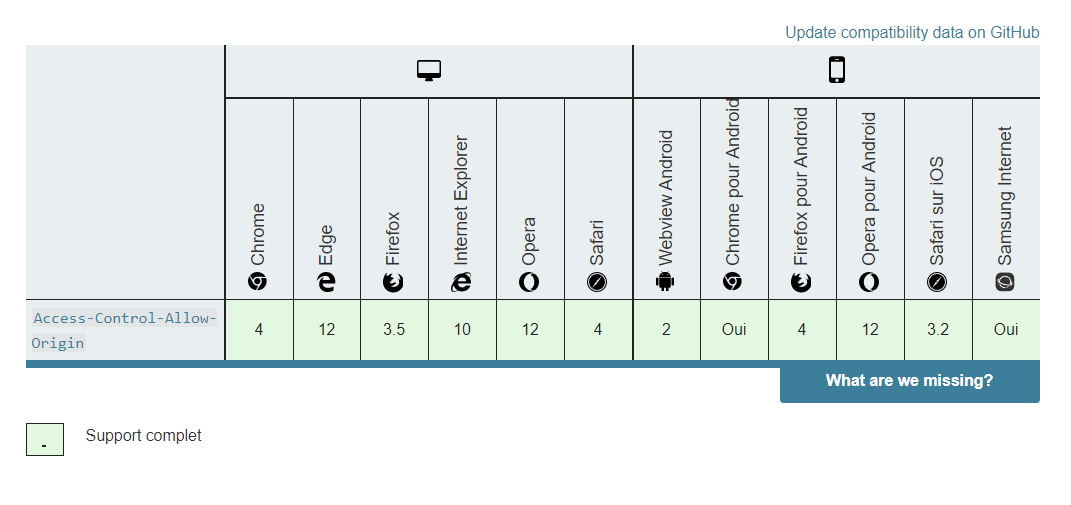 Update compatibility data on GitHub
Chrome
Edge
Firefox
Internet Explorer
Opera
Safari
Webview Android
Chrome pour Android
Firefox pour Android
Opera pour Android
Safari sur iOS
Samsung Internet
Access-Control-Allow-
Origin
4
12
3.5
10
12
4
2
Oui
4
12
3.2
Oui
What are we missing?
-
Support complet